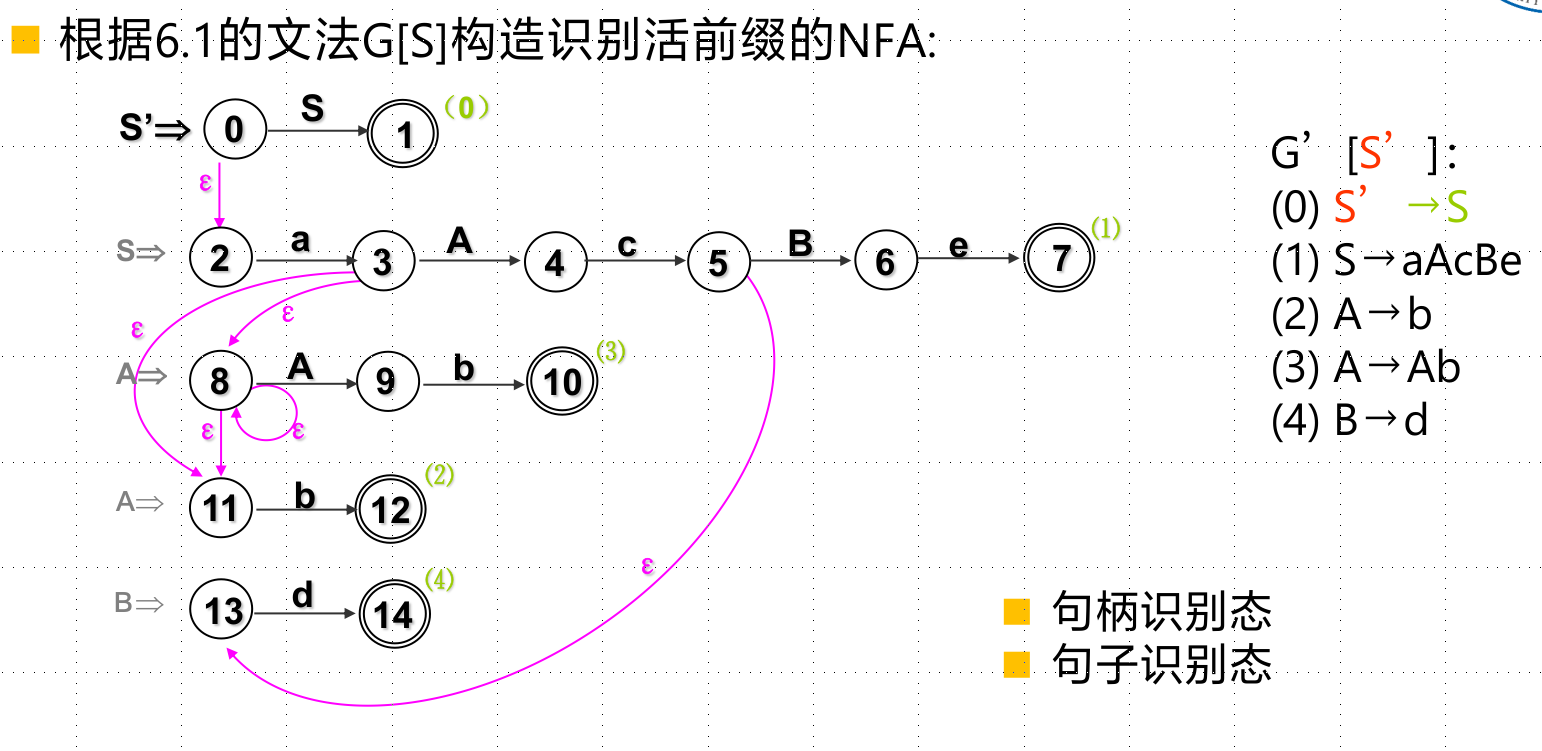 根据6.1的文法G[S]构造识别活前缀的NFA:
S’⇒ 0 S 1 (0)
ε
S⇒ 2 a 3 A 4 c 5 B 6 e 7 (1)
ε ε
A⇒ 8 A 9 b 10 (3)
ε ε
A⇒ 11 b 12 (2)
ε
B⇒ 13 d 14 (4)
G’ [S’ ]:
(0) S’ →S
(1) S→aAcBe
(2) A→b
(3) A→Ab
(4) B→d
句柄识别态
句子识别态